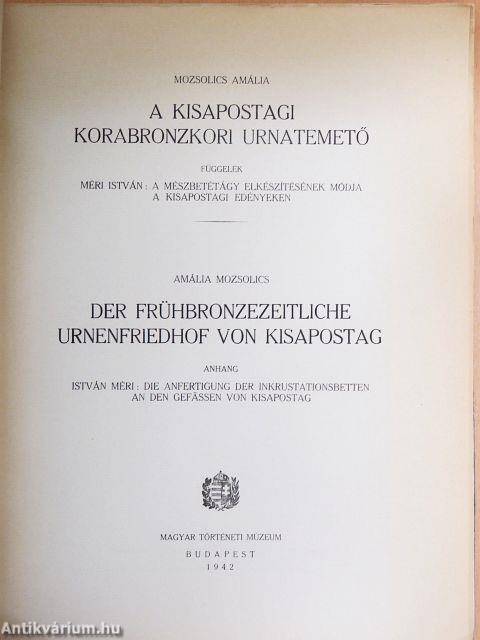 MOZSOLICS AMÁLIA
A KISAPOSTAGI
KORABRONZKORI URNATEMETŐ
FÜGGELÉK
MÉRI ISTVÁN: A MÉSZBETÉTÁGY ELKÉSZÍTÉSÉNEK MÓDJA
A KISAPOSTAGI EDÉNYEKEN
AMÁLIA MOZSOLICS
DER FRÜHBRONZEZEITLICHE
URNENFRIEDHOF VON KISAPOSTAG
ANHANG
ISTVÁN MÉRI: DIE ANFERTIGUNG DER INKRUSTATIONSBETTEN
AN DEN GEFÄSSEN VON KISAPOSTAG
MAGYAR TÖRTÉNETI MÚZEUM
BUDAPEST
1942
Antikvárium.hu